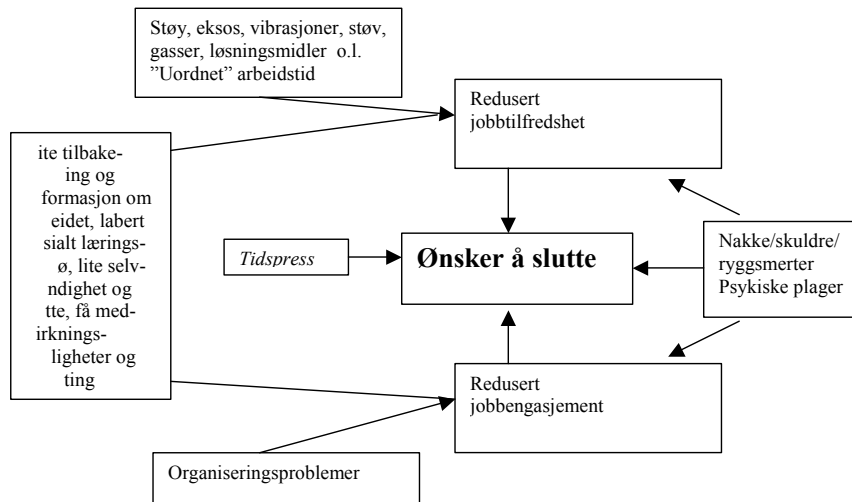 Støy, eksos, vibrasjoner, støv,
gasser, løsningsmidler o.l.
”Uordnet” arbeidstid
Redusert
jobbtilfredshet
ite tilbake-
ing og
formasjon om
eidet, labert
sialt lærings-
ø, lite selv-
ndighet og
tte, få med-
irknings-
ligheter og
ting
Tidspress
Ønsker å slutte
Nakke/skuldre/
ryggsmerter
Psykiske plager
Redusert
jobbengasjement
Organiseringsproblemer